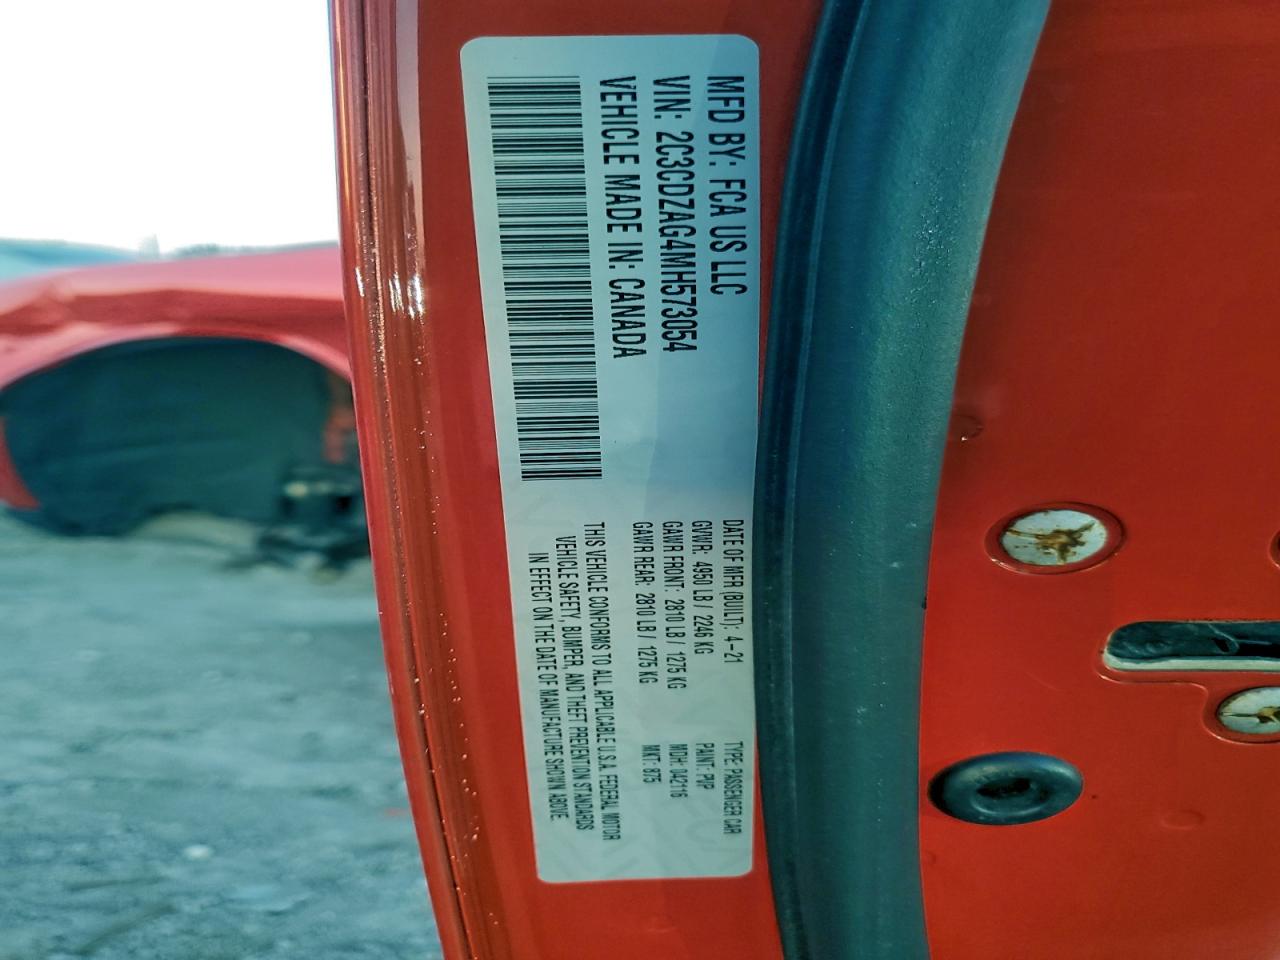 MFD BY: FCA US LLC
VIN: 2C3CDZAG4MH573054
VEHICLE MADE IN: CANADA
DATE OF MFR (BUILT): 4-21
GVWR: 4950 LB / 2246 KG
GAWR FRONT: 2810 LB / 1275 KG
GAWR REAR: 2810 LB / 1275 KG
TYPE: PASSENGER CAR
PAINT: PVP
MDH: 042116
MKT: 875
THIS VEHICLE CONFORMS TO ALL APPLICABLE U.S.A. FEDERAL MOTOR
VEHICLE SAFETY, BUMPER, AND THEFT PREVENTION STANDARDS
IN EFFECT ON THE DATE OF MANUFACTURE SHOWN ABOVE.